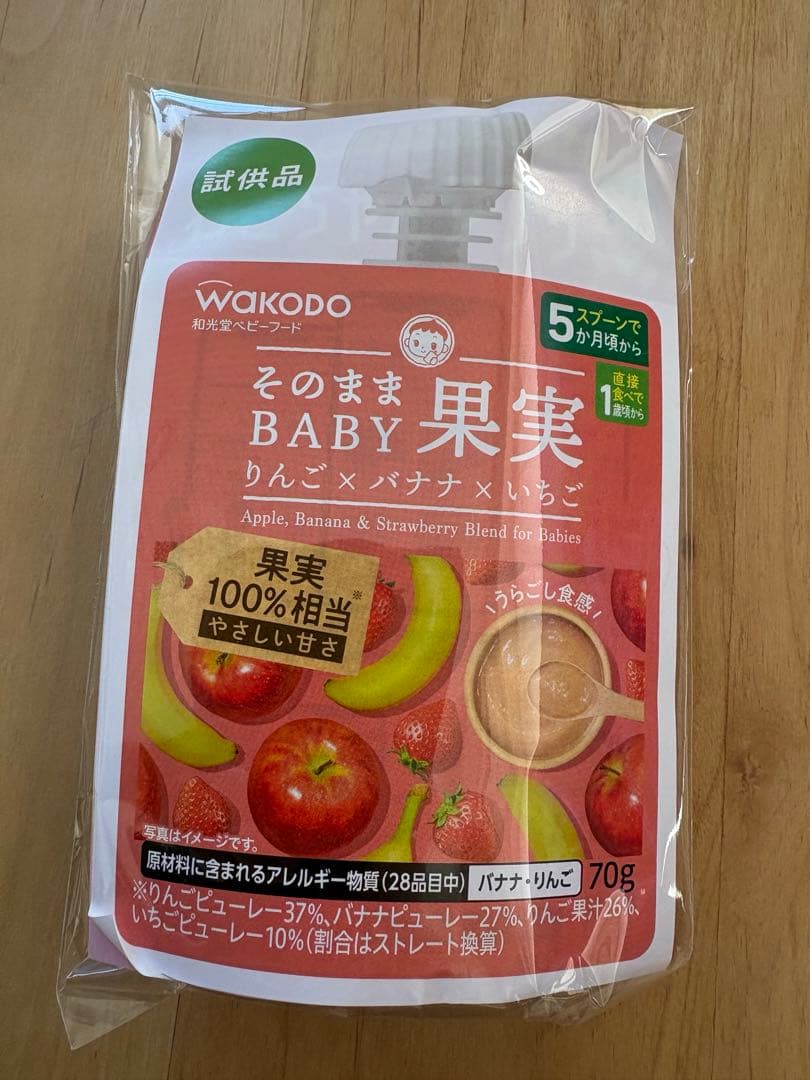 試供品
WAKODO
和光堂ベビーフード
スプーンで
5か月頃から
直接
食べで
1歳頃から
そのまま
BABY
果実
りんご×バナナ×いちご
Apple, Banana & Strawberry Blend for Babies
果実
100%相当※
やさしい甘さ
\うらごし食感/
写真はイメージです。
原材料に含まれるアレルギー物質(28品目中) バナナ・りんご 70g
※りんごピューレー37%、バナナピューレー27%、りんご果汁26%、
いちごピューレー10%(割合はストレート換算)